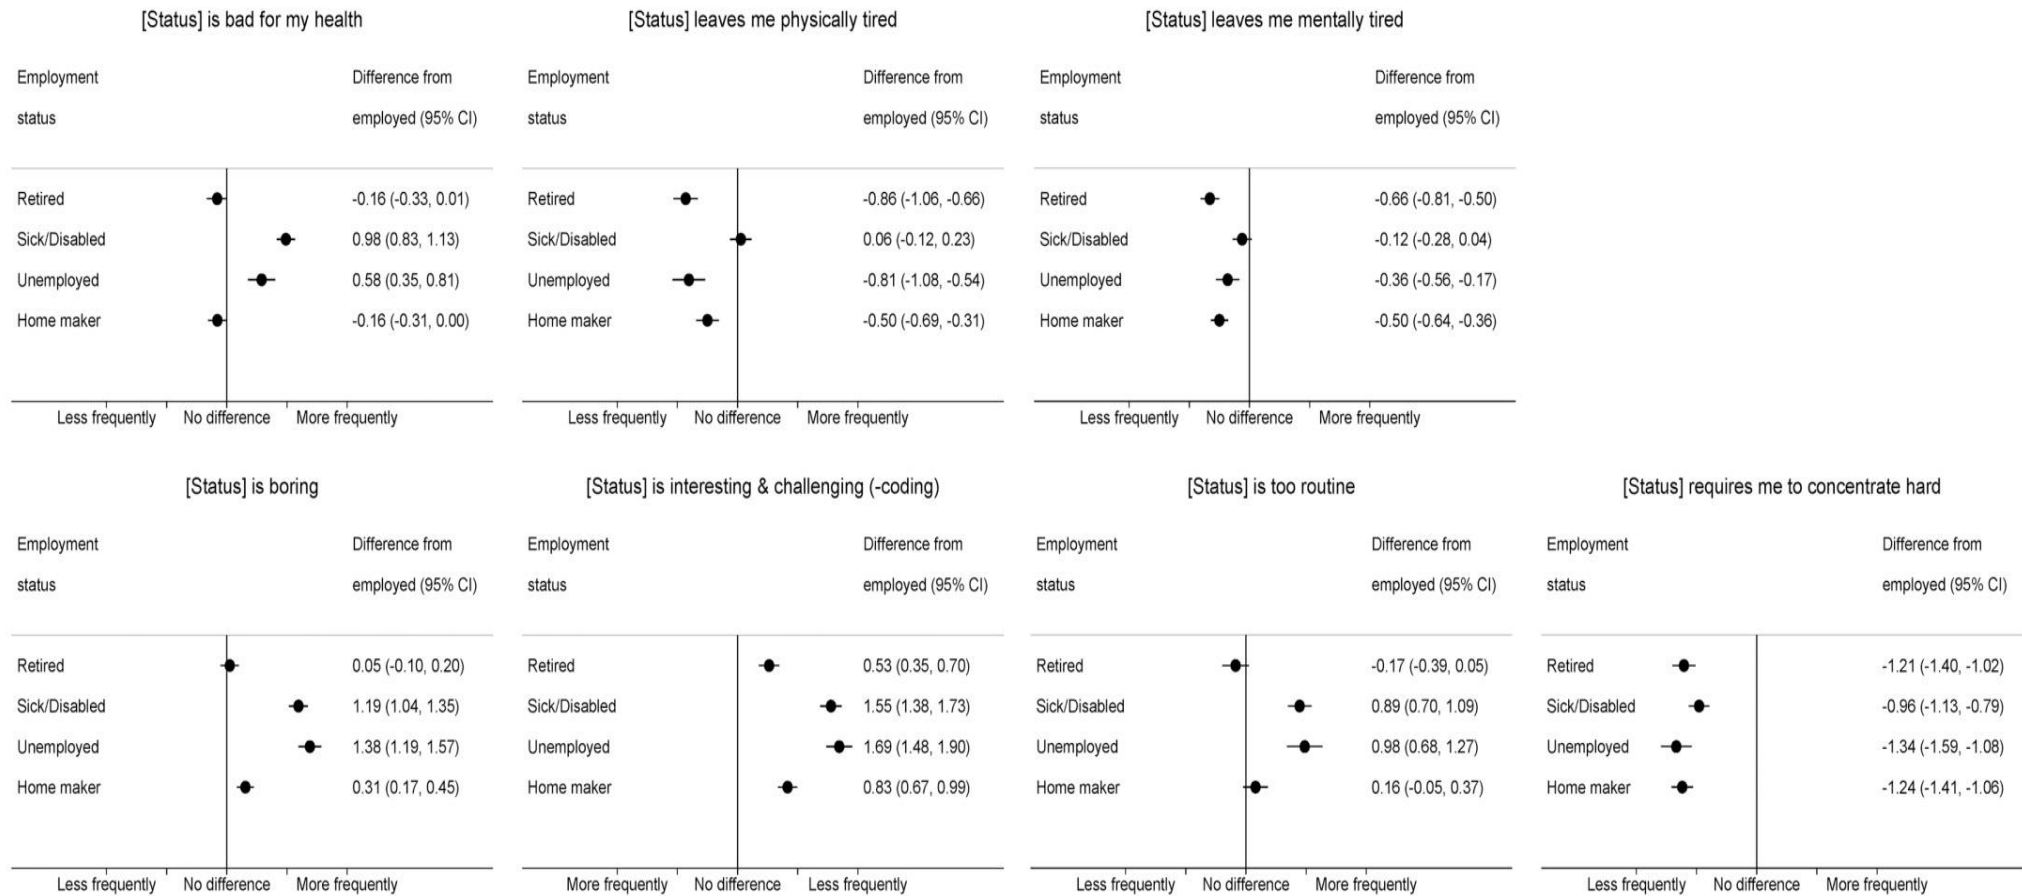 [Status] is bad for my health
Employment Difference from
status employed (95% CI)
Retired -0.16 (-0.33, 0.01)
Sick/Disabled 0.98 (0.83, 1.13)
Unemployed 0.58 (0.35, 0.81)
Home maker -0.16 (-0.31, 0.00)
Less frequently No difference More frequently
[Status] leaves me physically tired
Employment Difference from
status employed (95% CI)
Retired -0.86 (-1.06, -0.66)
Sick/Disabled 0.06 (-0.12, 0.23)
Unemployed -0.81 (-1.08, -0.54)
Home maker -0.50 (-0.69, -0.31)
Less frequently No difference More frequently
[Status] leaves me mentally tired
Employment Difference from
status employed (95% CI)
Retired -0.66 (-0.81, -0.50)
Sick/Disabled -0.12 (-0.28, 0.04)
Unemployed -0.36 (-0.56, -0.17)
Home maker -0.50 (-0.64, -0.36)
Less frequently No difference More frequently
[Status] is boring
Employment Difference from
status employed (95% CI)
Retired 0.05 (-0.10, 0.20)
Sick/Disabled 1.19 (1.04, 1.35)
Unemployed 1.38 (1.19, 1.57)
Home maker 0.31 (0.17, 0.45)
Less frequently No difference More frequently
[Status] is interesting & challenging (-coding)
Employment Difference from
status employed (95% CI)
Retired 0.53 (0.35, 0.70)
Sick/Disabled 1.55 (1.38, 1.73)
Unemployed 1.69 (1.48, 1.90)
Home maker 0.83 (0.67, 0.99)
More frequently No difference Less frequently
[Status] is too routine
Employment Difference from
status employed (95% CI)
Retired -0.17 (-0.39, 0.05)
Sick/Disabled 0.89 (0.70, 1.09)
Unemployed 0.98 (0.68, 1.27)
Home maker 0.16 (-0.05, 0.37)
Less frequently No difference More frequently
[Status] requires me to concentrate hard
Employment Difference from
status employed (95% CI)
Retired -1.21 (-1.40, -1.02)
Sick/Disabled -0.96 (-1.13, -0.79)
Unemployed -1.34 (-1.59, -1.08)
Home maker -1.24 (-1.41, -1.06)
Less frequently No difference More frequently